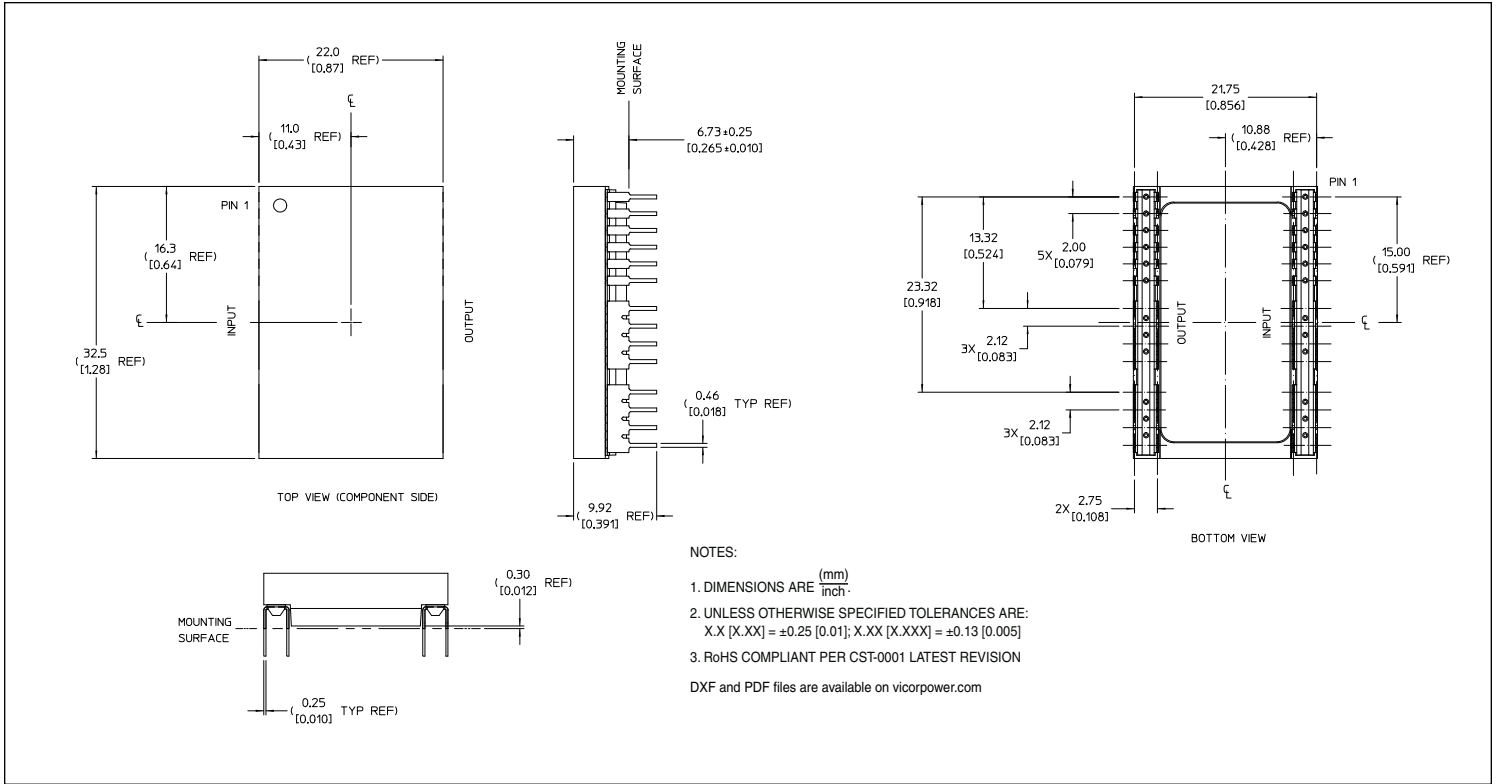 22.0
( REF)
[0.87]
℄
11.0
( REF)
[0.43]
PIN 1
16.3
( REF)
[0.64]
℄
INPUT
OUTPUT
32.5
( REF)
[1.28]
TOP VIEW (COMPONENT SIDE)
MOUNTING
SURFACE
6.73±0.25
[0.265±0.010]
0.46
( TYP REF)
[0.018]
9.92
( REF)
[0.391]
21.75
[0.856]
10.88
( REF)
[0.428]
PIN 1
13.32
[0.524]
2.00
5X
[0.079]
15.00
( REF)
[0.591]
23.32
[0.918]
OUTPUT
INPUT
℄
2.12
3X
[0.083]
2.12
3X
[0.083]
2.75
2X
[0.108]
℄
BOTTOM VIEW
0.30
( REF)
[0.012]
MOUNTING
SURFACE
0.25
( TYP REF)
[0.010]
NOTES:
1. DIMENSIONS ARE (mm)/inch.
2. UNLESS OTHERWISE SPECIFIED TOLERANCES ARE:
X.X [X.XX] = ±0.25 [0.01]; X.XX [X.XXX] = ±0.13 [0.005]
3. RoHS COMPLIANT PER CST-0001 LATEST REVISION
DXF and PDF files are available on vicorpower.com